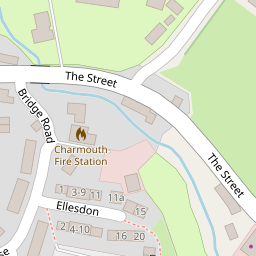 The Street
Bridge Road
Charmouth
Fire Station
The Street
1
3-9
11
11a
15
Ellesdon
2
4-10
16
20